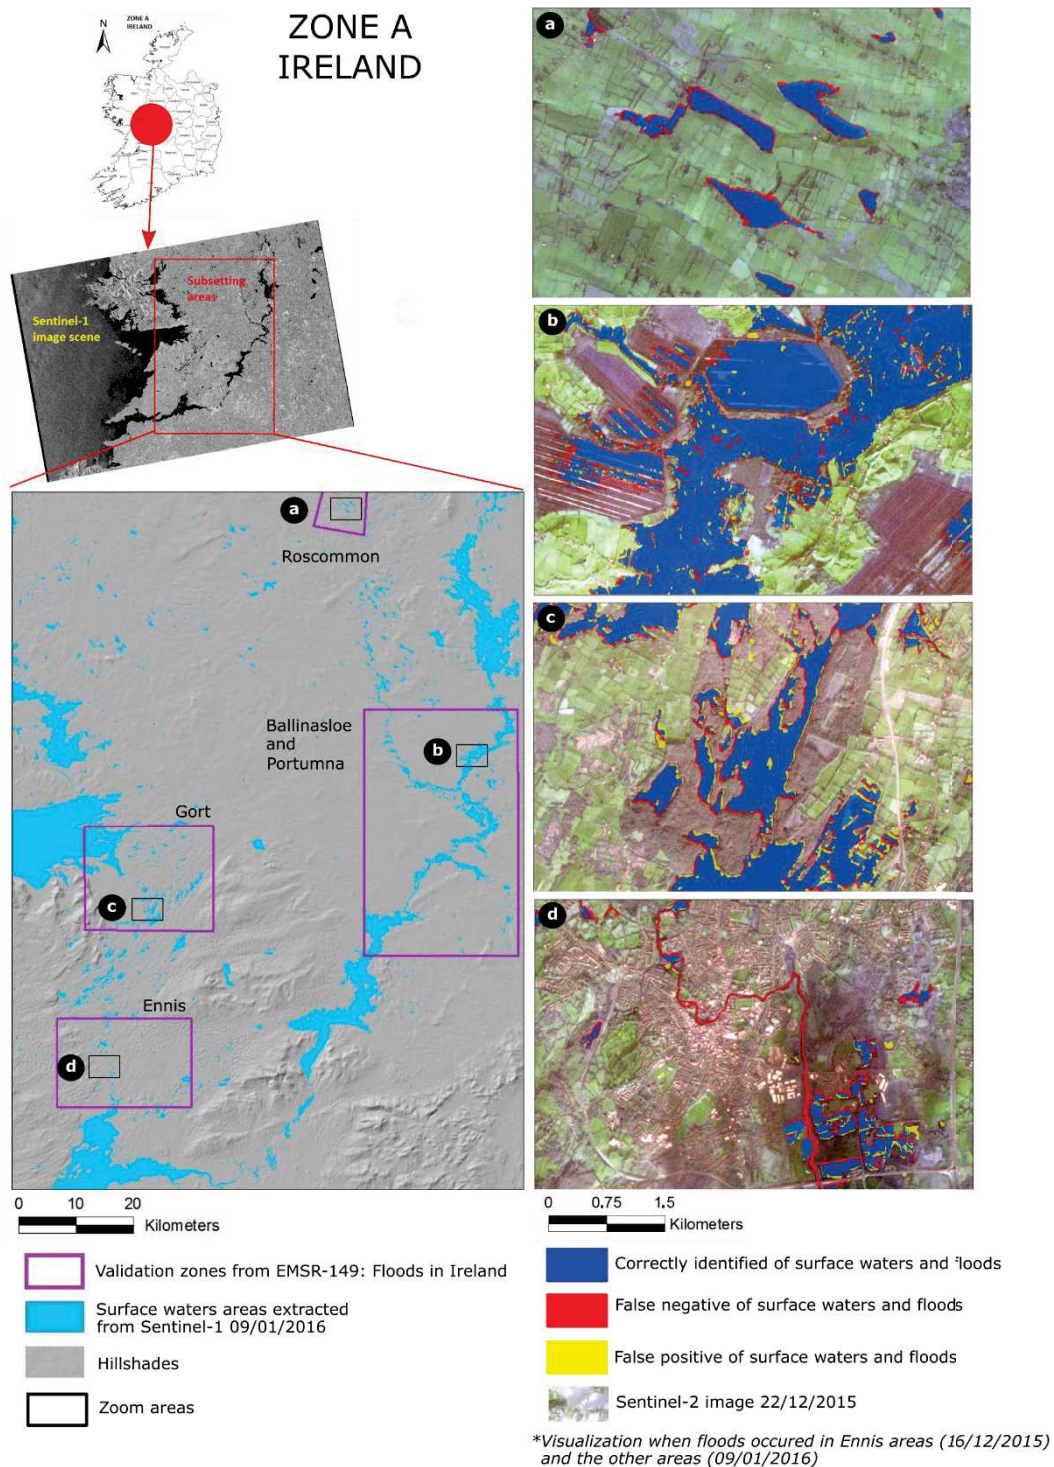 ZONE A
IRELAND
N
ZONE A
IRELAND
Sentinel-1
image scene
Subsetting
areas
a
Roscommon
Ballinasloe
and
Portumna
b
Gort
c
Ennis
d
0 10 20
Kilometers
Validation zones from EMSR-149: Floods in Ireland
Surface waters areas extracted
from Sentinel-1 09/01/2016
Hillshades
Zoom areas
a
b
c
d
0 0.75 1.5
Kilometers
Correctly identified of surface waters and floods
False negative of surface waters and floods
False positive of surface waters and floods
Sentinel-2 image 22/12/2015
*Visualization when floods occured in Ennis areas (16/12/2015)
and the other areas (09/01/2016)